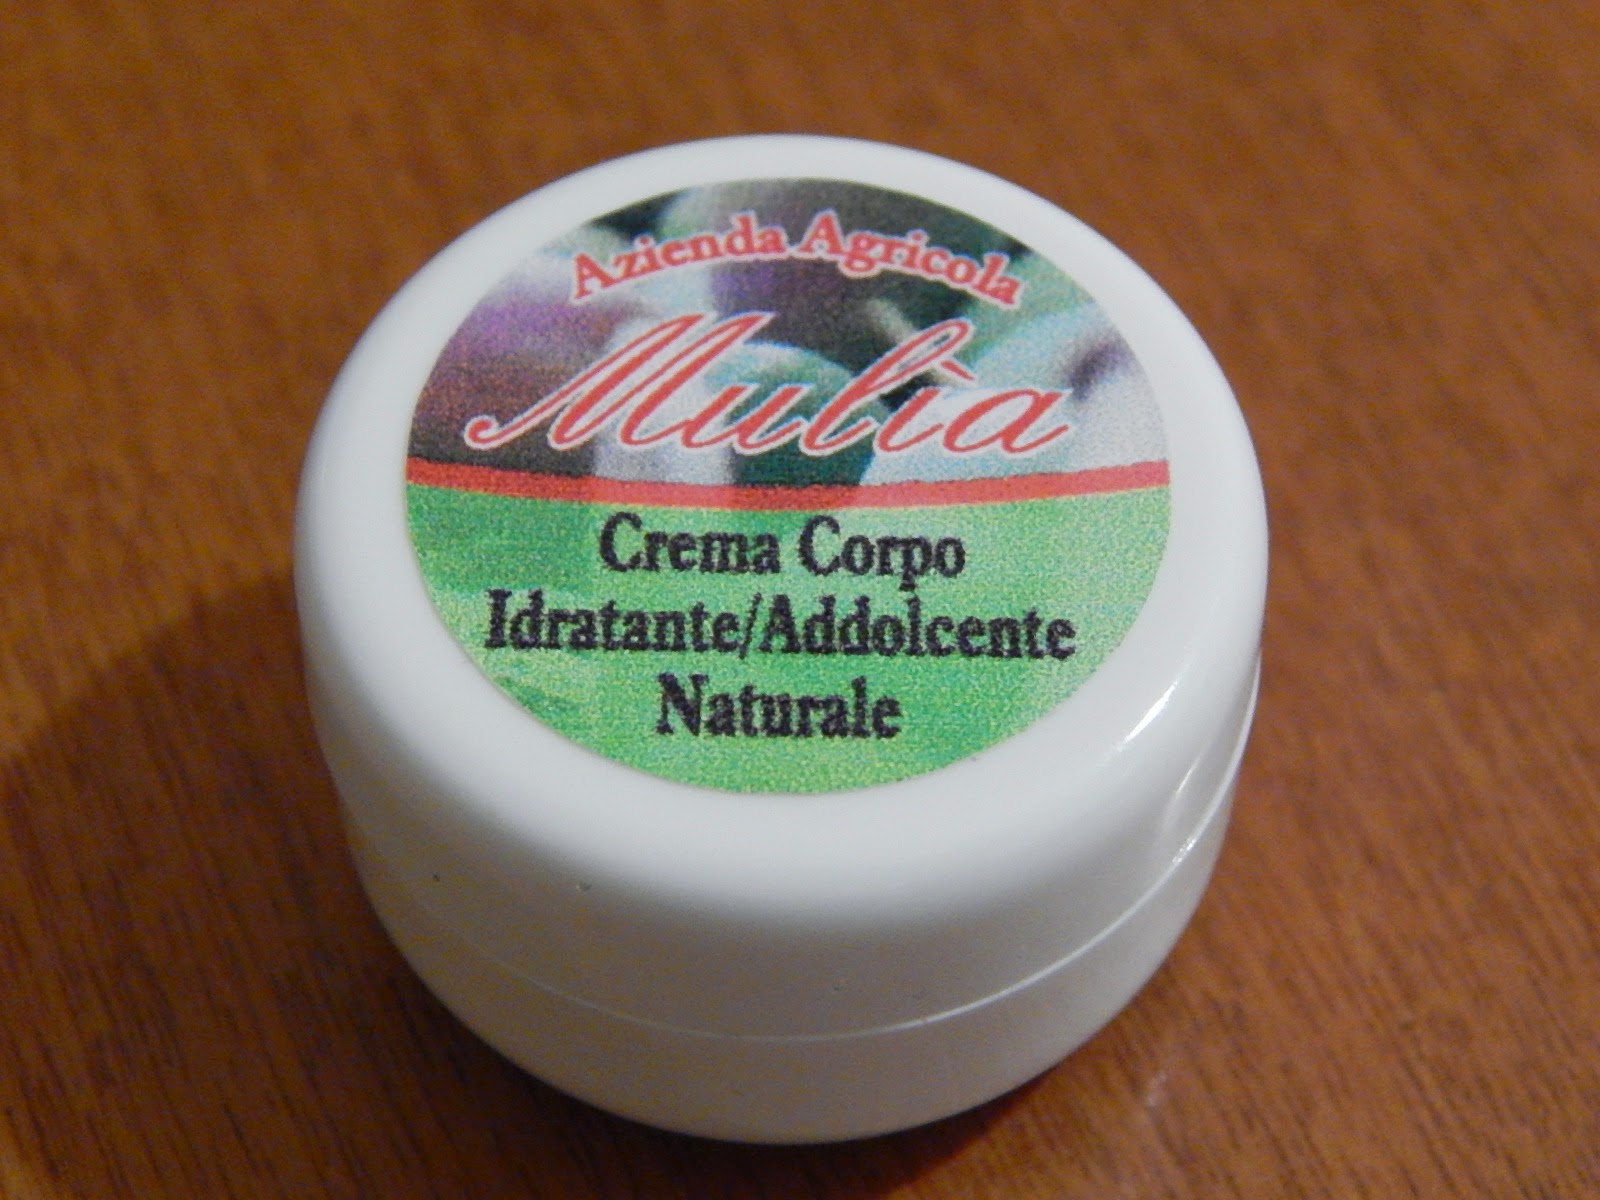 Azienda Agricola
Mulìa
Crema Corpo
Idratante/Addolcente
Naturale